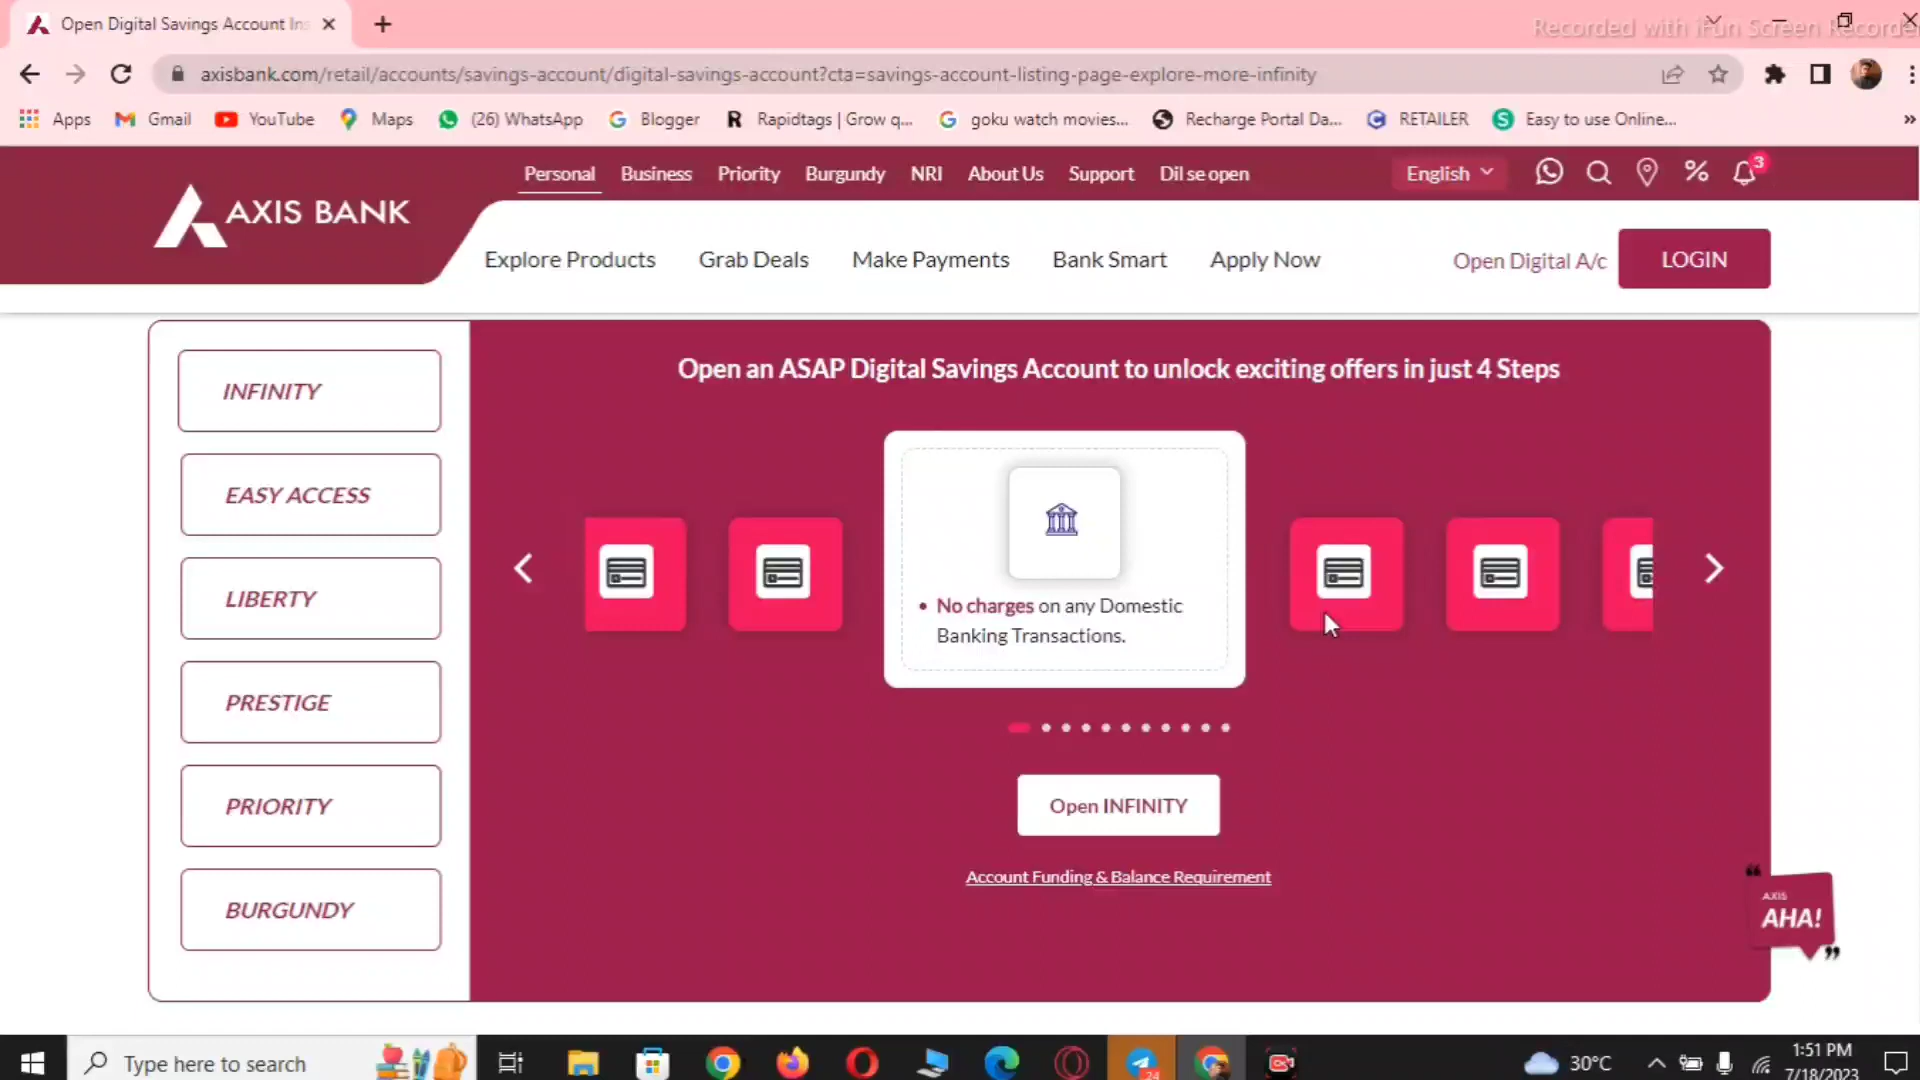 Open Digital Savings Account Ins
Recorded with iFun Screen Recorder
axisbank.com/retail/accounts/savings-account/digital-savings-account?cta=savings-account-listing-page-explore-more-infinity
Apps
Gmail
YouTube
Maps
(26) WhatsApp
Blogger
Rapidtags | Grow q...
goku watch movies...
Recharge Portal Da...
RETAILER
Easy to use Online...
»
Personal
Business
Priority
Burgundy
NRI
About Us
Support
Dil se open
English
3
AXIS BANK
Explore Products
Grab Deals
Make Payments
Bank Smart
Apply Now
Open Digital A/c
LOGIN
INFINITY
EASY ACCESS
LIBERTY
PRESTIGE
PRIORITY
BURGUNDY
Open an ASAP Digital Savings Account to unlock exciting offers in just 4 Steps
• No charges on any Domestic
Banking Transactions.
Open INFINITY
Account Funding & Balance Requirement
AXIS
AHA!
Type here to search
24
30°C
1:51 PM
7/18/2023